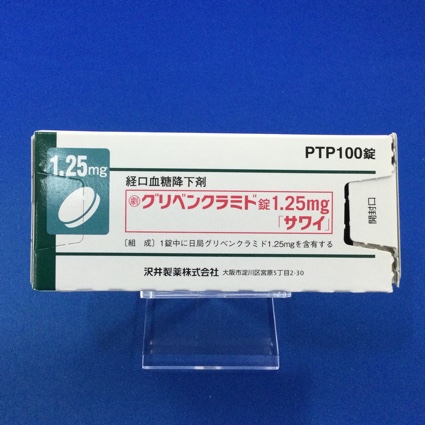 PTP100錠
1.25mg
経口血糖降下剤
劇 グリベンクラミド錠1.25mg
「サワイ」
〔組 成〕1錠中に日局グリベンクラミド1.25mgを含有する
開封口
沢井製薬株式会社 大阪市淀川区宮原5丁目2-30